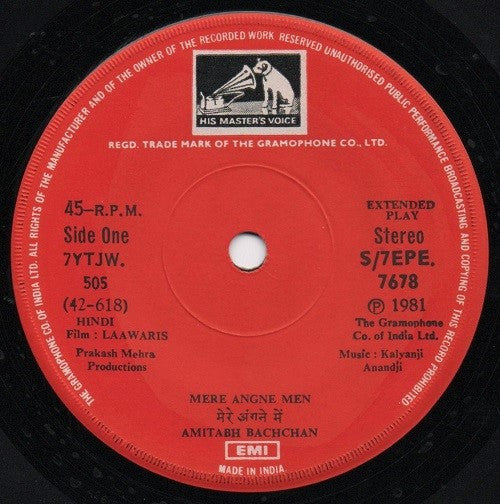 THE GRAMOPHONE CO. OF INDIA LTD. ALL RIGHTS OF THE MANUFACTURER AND OF THE OWNER OF THE RECORDED WORK RESERVED UNAUTHORISED PUBLIC PERFORMANCE BROADCASTING AND COPYING OF THIS RECORD PROHIBITED.
HIS MASTER'S VOICE
REGD. TRADE MARK OF THE GRAMOPHONE CO., LTD.
45-R.P.M.
Side One
7YTJW.
505
(42-618)
HINDI
Film : LAAWARIS
Prakash Mehra
Productions
EXTENDED
PLAY
Stereo
S/7EPE.
7678
℗ 1981
The Gramophone
Co. of India Ltd.
Music : Kalyanji
Anandji
MERE ANGNE MEN
मेरे अंगने में
AMITABH BACHCHAN
EMI
MADE IN INDIA